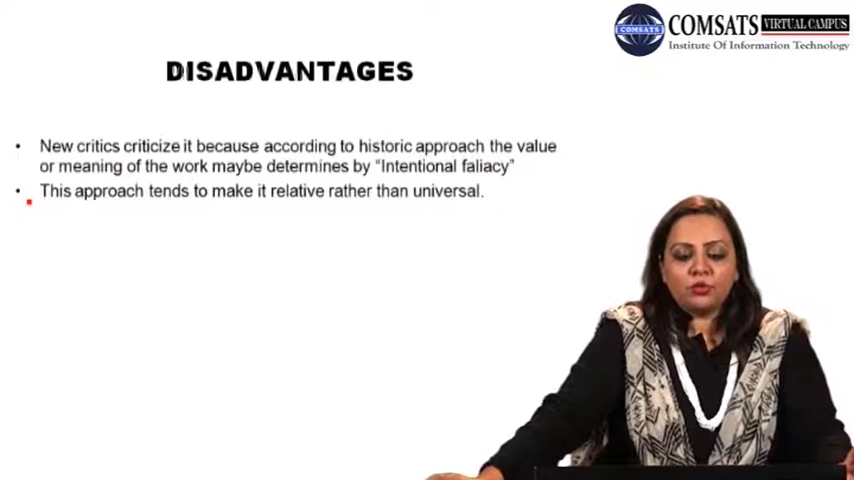 COMSATS VIRTUAL CAMPUS
COMSATS
Institute Of Information Technology
DISADVANTAGES
• New critics criticize it because according to historic approach the value
or meaning of the work maybe determines by “Intentional faliacy”
• This approach tends to make it relative rather than universal.